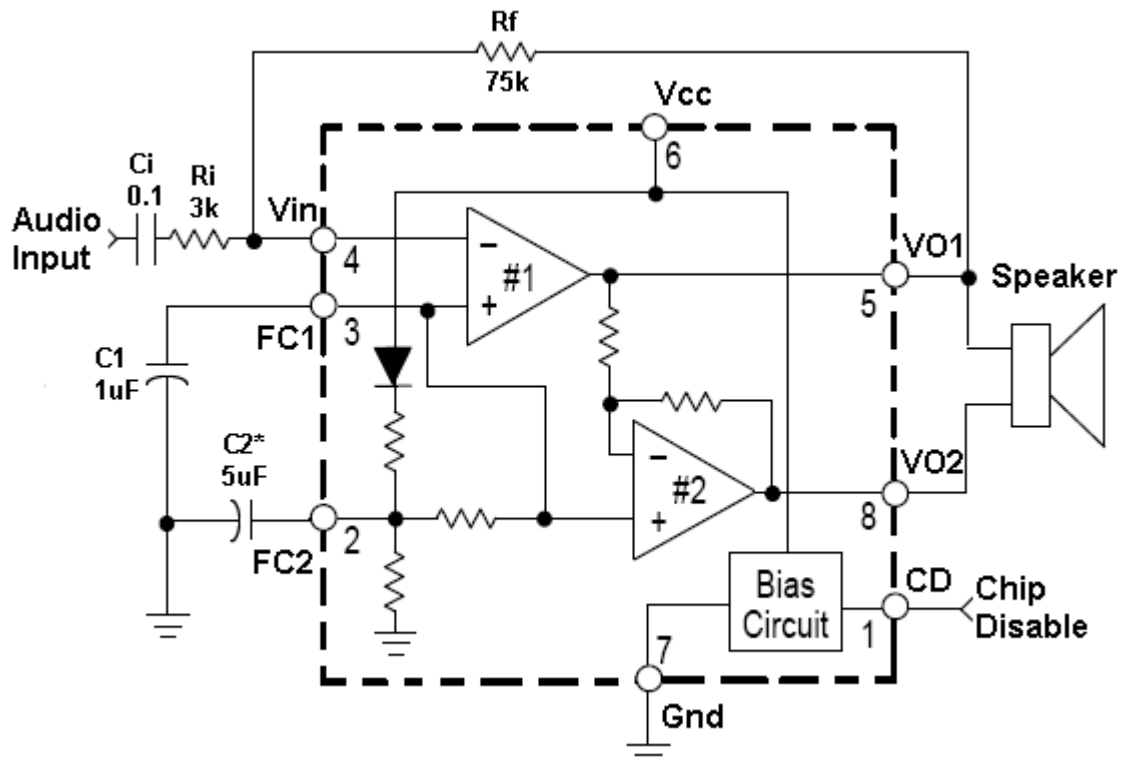 Rf
75k
Vcc
6
Ci
0.1
Ri
3k
Audio
Input
Vin
4
−
#1
+
VO1
5
Speaker
3
FC1
C1
1uF
C2*
5uF
2
FC2
−
#2
+
VO2
8
Bias
Circuit
CD
1
Chip
Disable
7
Gnd